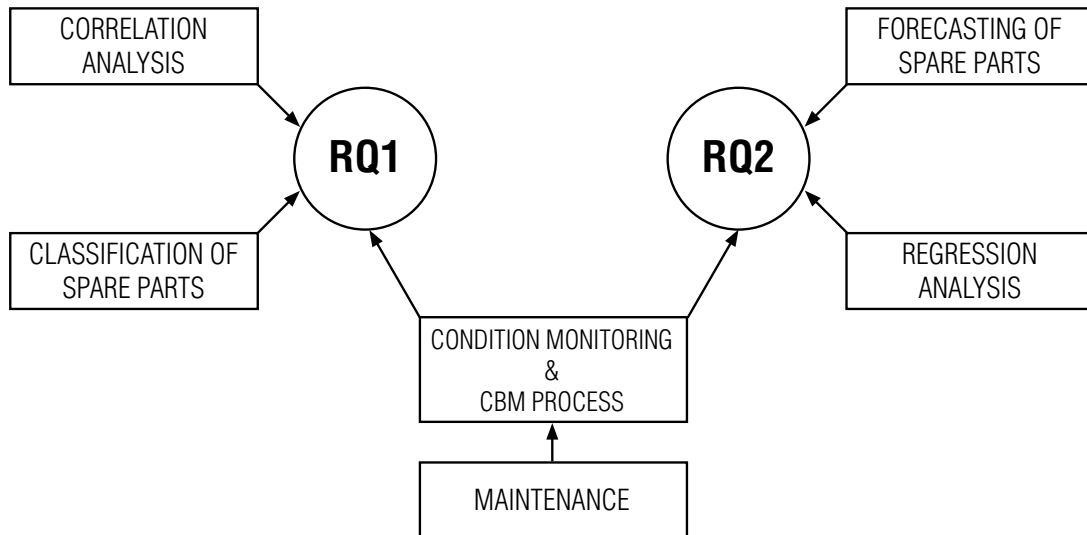 CORRELATION
ANALYSIS
FORECASTING OF
SPARE PARTS
RQ1
RQ2
CLASSIFICATION OF
SPARE PARTS
REGRESSION
ANALYSIS
CONDITION MONITORING
&
CBM PROCESS
MAINTENANCE